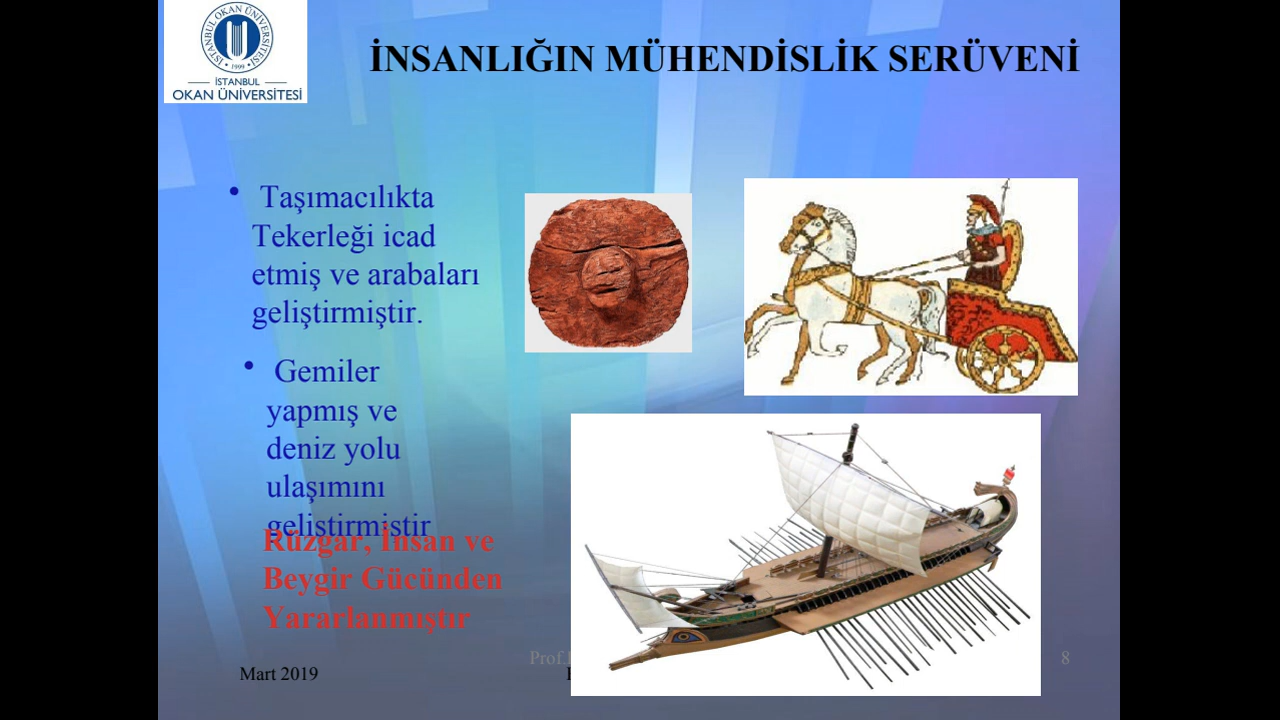 İSTANBUL OKAN ÜNİVERSİTESİ
1999
İSTANBUL
OKAN ÜNİVERSİTESİ
İNSANLIĞIN MÜHENDİSLİK SERÜVENİ
• Taşımacılıkta
Tekerleği icad
etmiş ve arabaları
geliştirmiştir.
• Gemiler
yapmış ve
deniz yolu
ulaşımını
geliştirmiştir
Rüzgar, İnsan ve
Beygir Gücünden
Yararlanmıştır
Mart 2019
8